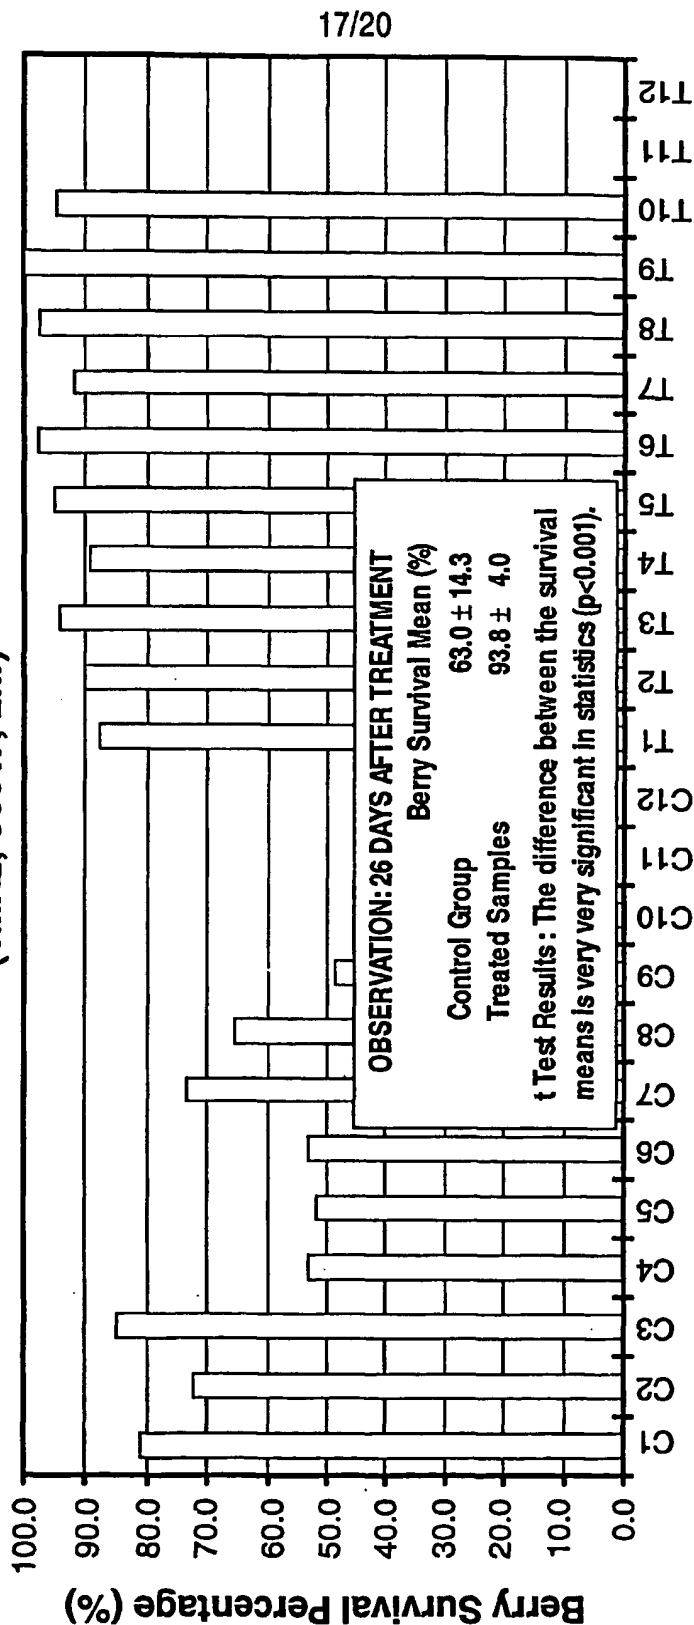 17/20
Berry Survival Percentage (%)
100.0
90.0
80.0
70.0
60.0
50.0
40.0
30.0
20.0
10.0
0.0
OBSERVATION: 26 DAYS AFTER TREATMENT
Berry Survival Mean (%)
Control Group 63.0 ± 14.3
Treated Samples 93.8 ± 4.0
t Test Results : The difference between the survival
means is very very significant in statistics (p<0.001).
C1 C2 C3 C4 C5 C6 C7 C8 C9 C10 C11 C12 T1 T2 T3 T4 T5 T6 T7 T8 T9 T10 T11 T12